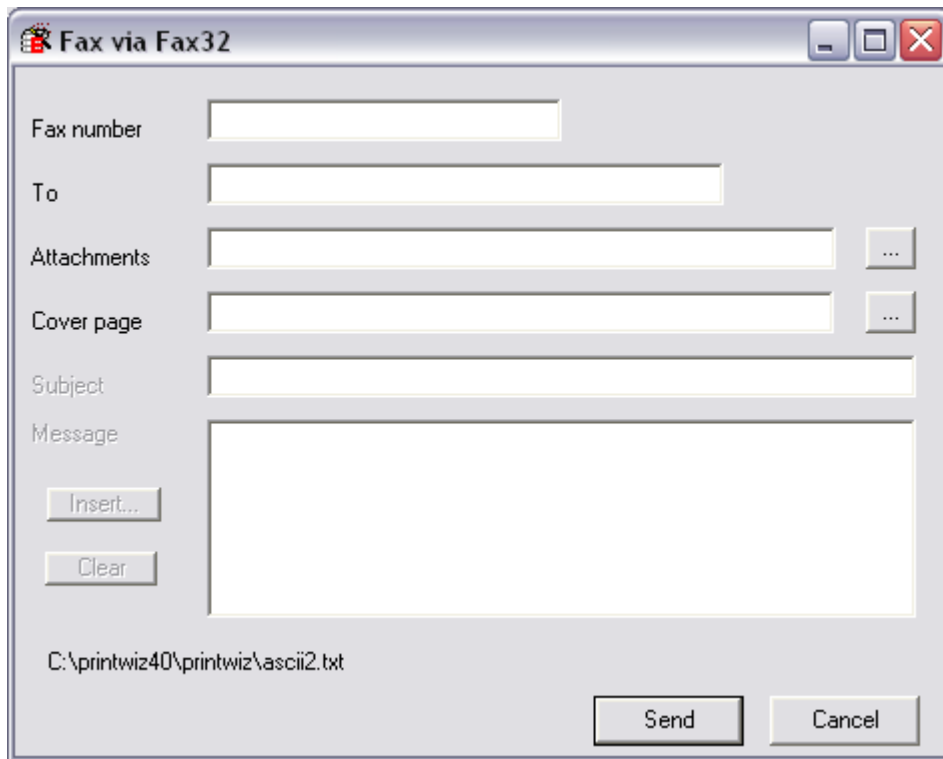 Fax via Fax32
Fax number
To
Attachments
...
Cover page
...
Subject
Message
Insert...
Clear
C:\printwiz40\printwiz\ascii2.txt
Send
Cancel